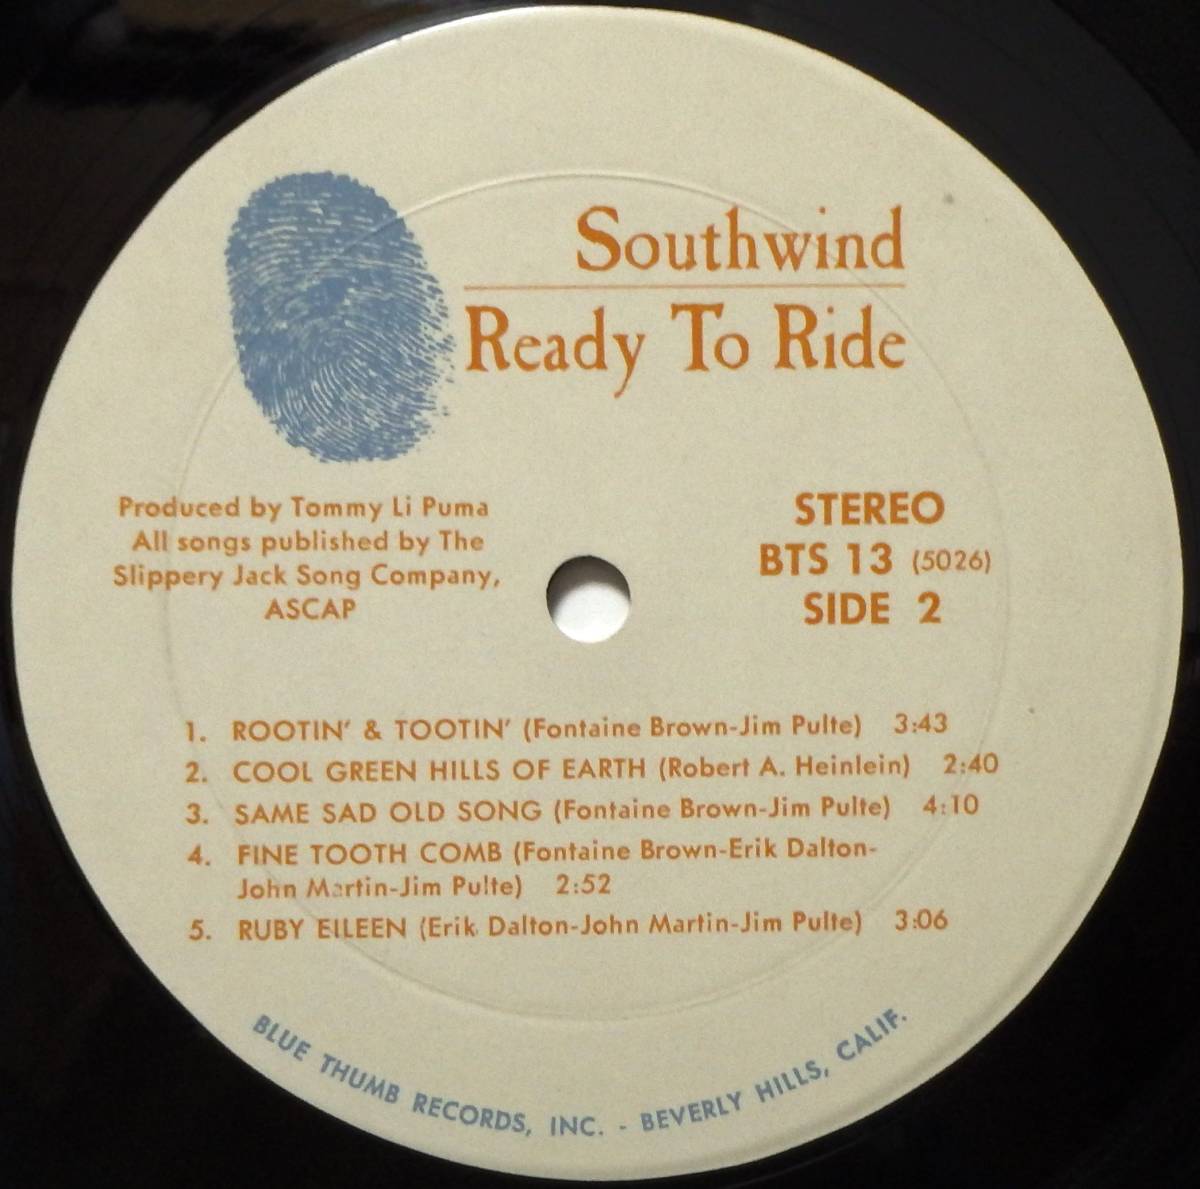 Southwind
Ready To Ride
Produced by Tommy Li Puma
All songs published by The
Slippery Jack Song Company,
ASCAP
STEREO
BTS 13 (5026)
SIDE 2
1. ROOTIN' & TOOTIN' (Fontaine Brown-Jim Pulte) 3:43
2. COOL GREEN HILLS OF EARTH (Robert A. Heinlein) 2:40
3. SAME SAD OLD SONG (Fontaine Brown-Jim Pulte) 4:10
4. FINE TOOTH COMB (Fontaine Brown-Erik Dalton-
John Martin-Jim Pulte) 2:52
5. RUBY EILEEN (Erik Dalton-John Martin-Jim Pulte) 3:06
BLUE THUMB RECORDS, INC. - BEVERLY HILLS, CALIF.